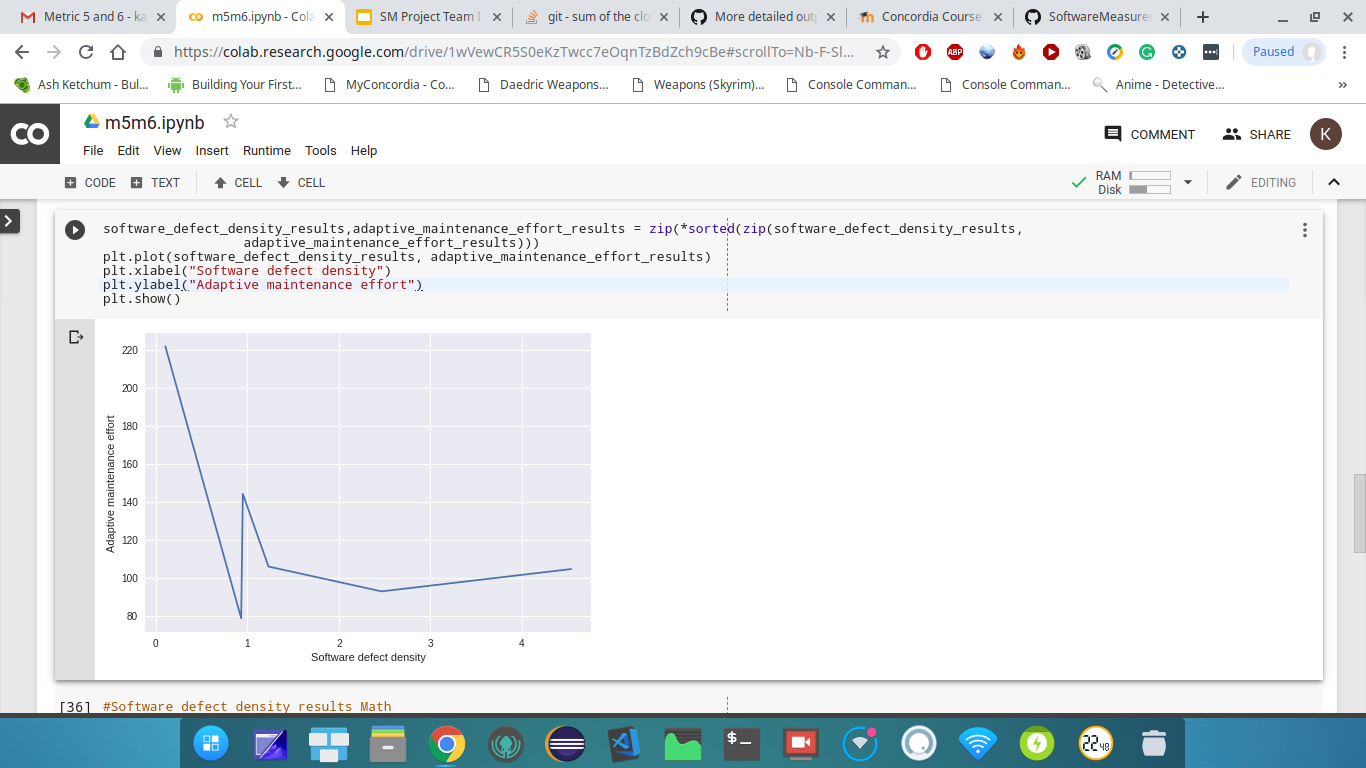 Metric 5 and 6 - ka
m5m6.ipynb - Cola
SM Project Team I
git - sum of the clo
More detailed outp
Concordia Course
SoftwareMeasure
https://colab.research.google.com/drive/1wVewCR5S0eKzTwcc7eOqnTzBdZch9cBe#scrollTo=Nb-F-Sl...
ABP
Paused
Ash Ketchum - Bul...
Building Your First...
MyConcordia - Co...
Daedric Weapons...
Weapons (Skyrim)...
Console Comman...
Console Comman...
Anime - Detective...
»
CO
m5m6.ipynb
COMMENT
SHARE
K
File Edit View Insert Runtime Tools Help
CODE TEXT CELL CELL
RAM
Disk
EDITING
software_defect_density_results,adaptive_maintenance_effort_results = zip(*sorted(zip(software_defect_density_results,
adaptive_maintenance_effort_results)))
plt.plot(software_defect_density_results, adaptive_maintenance_effort_results)
plt.xlabel("Software defect density")
plt.ylabel("Adaptive maintenance effort")
plt.show()
220
200
180
160
140
120
100
80
Adaptive maintenance effort
0 1 2 3 4
Software defect density
[36] #Software defect density results Math
$
22 48